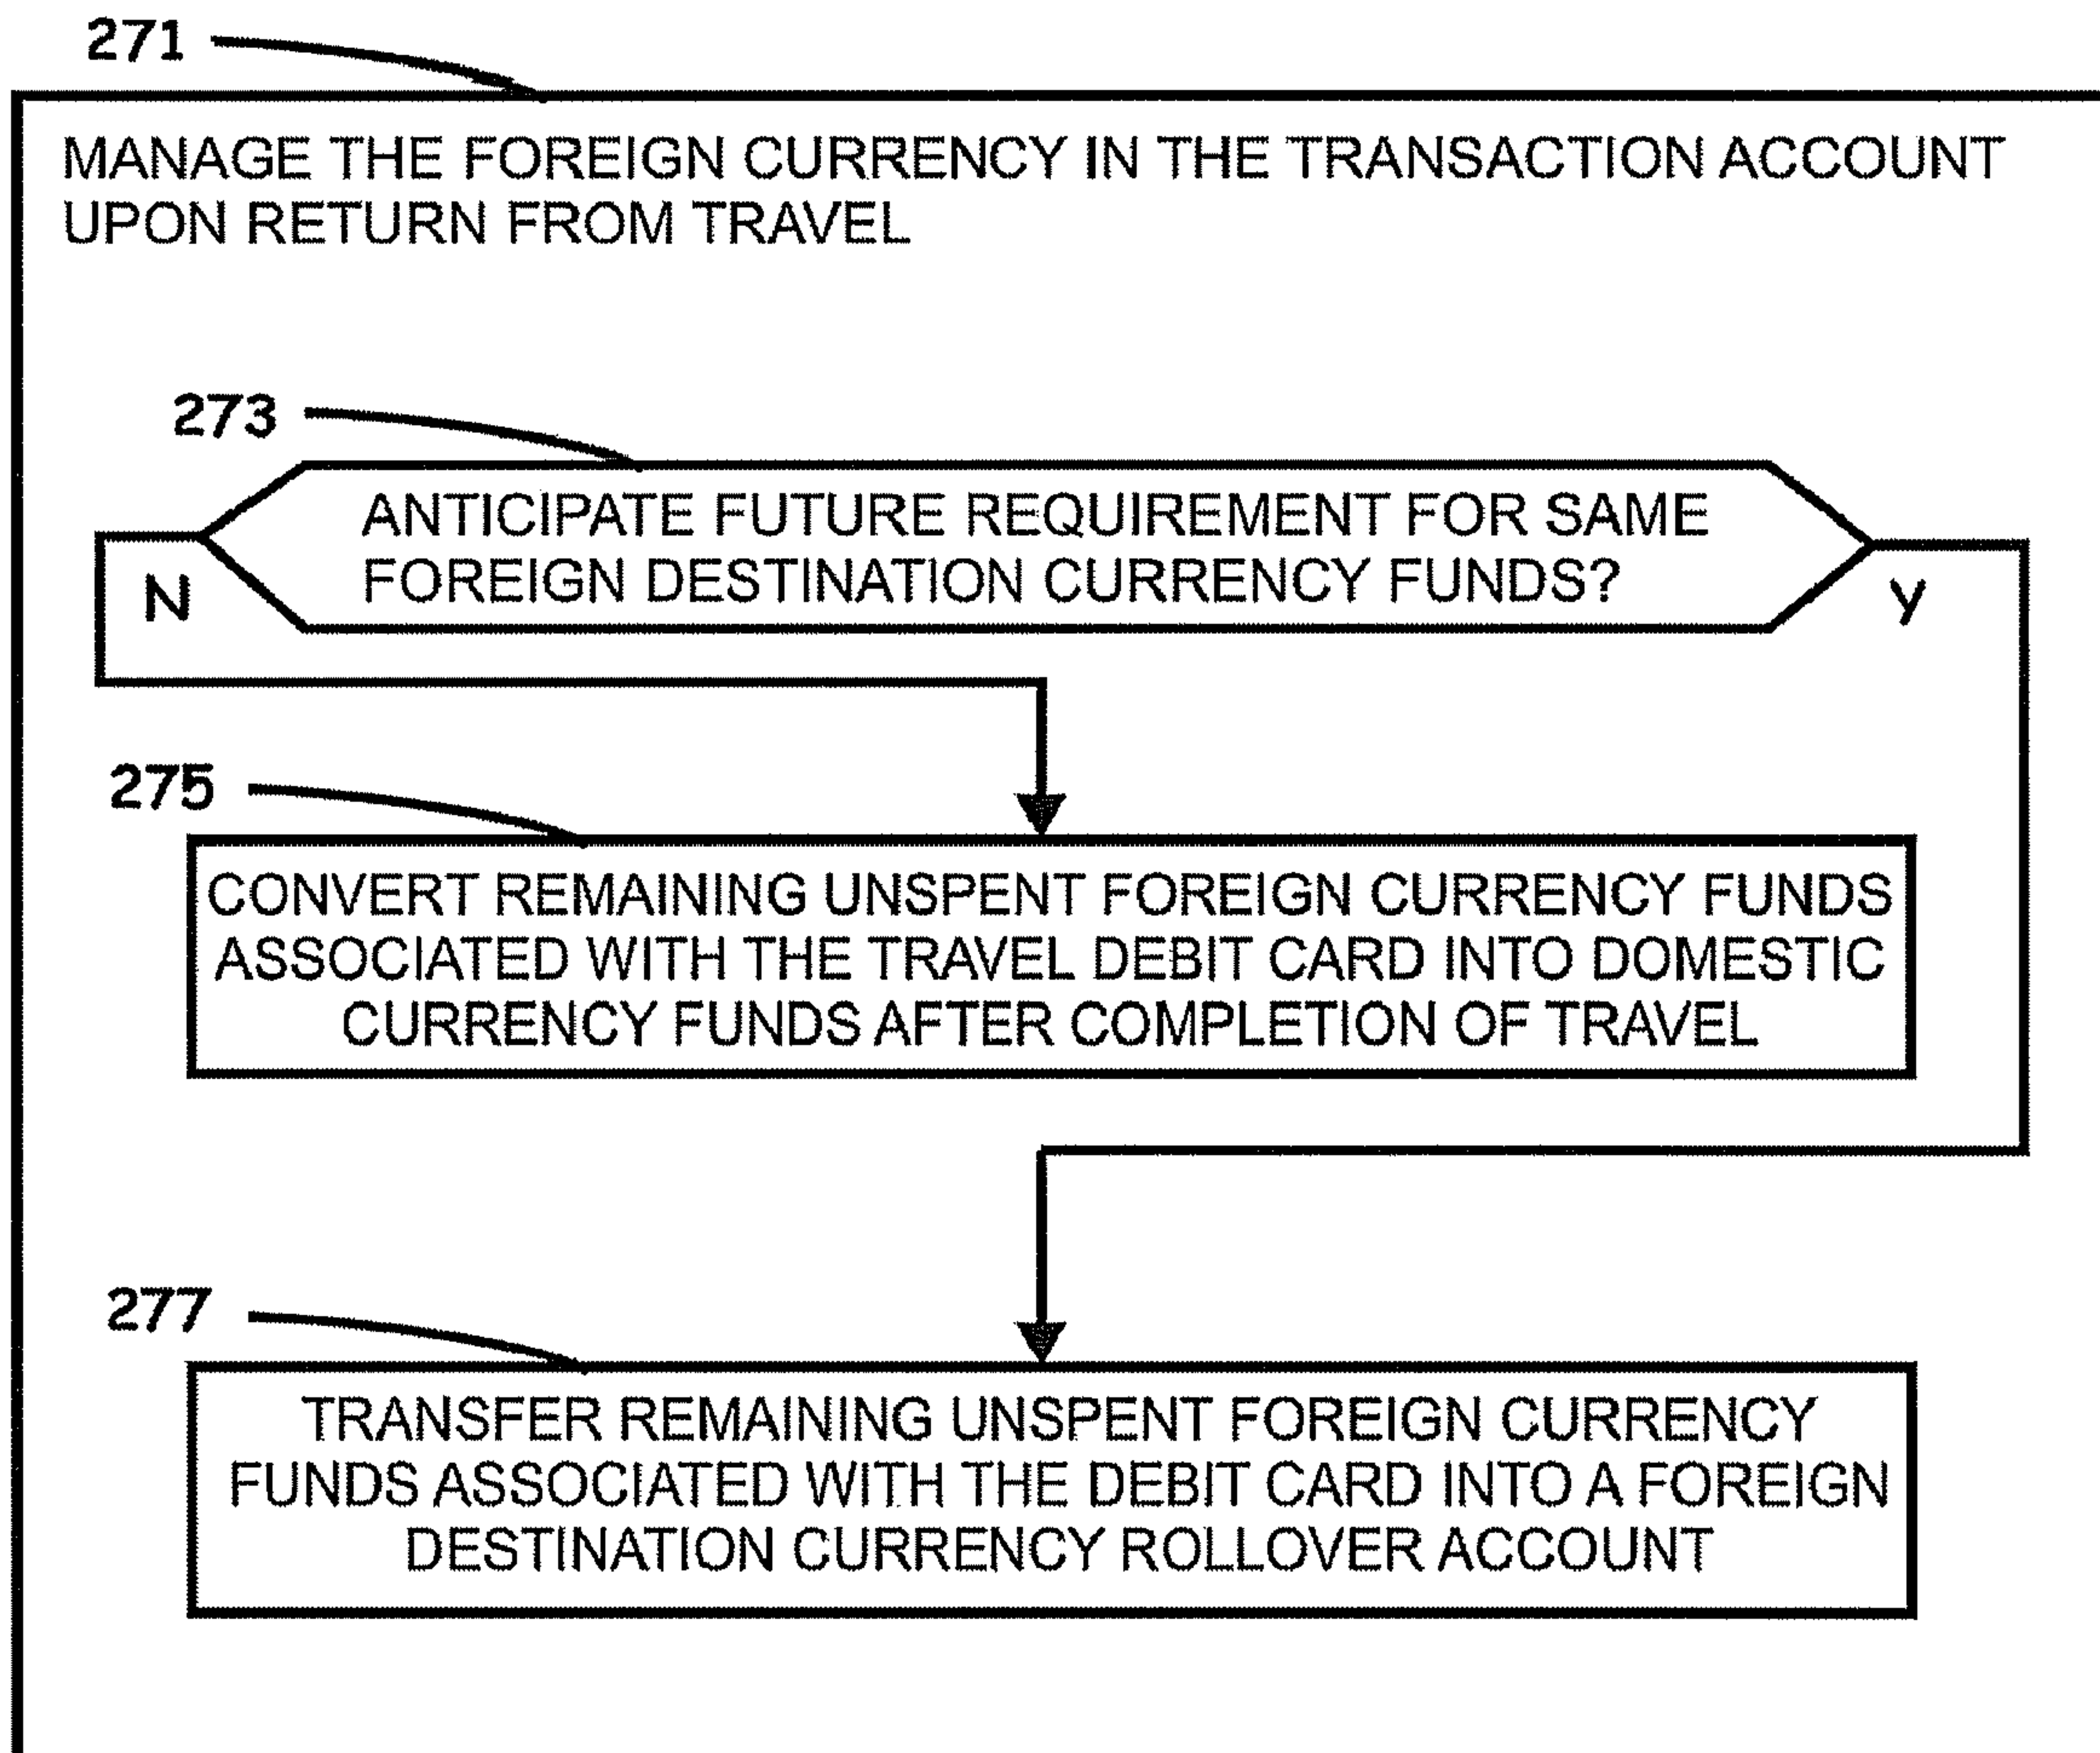 271
MANAGE THE FOREIGN CURRENCY IN THE TRANSACTION ACCOUNT
UPON RETURN FROM TRAVEL
273
ANTICIPATE FUTURE REQUIREMENT FOR SAME
FOREIGN DESTINATION CURRENCY FUNDS?
N
Y
275
CONVERT REMAINING UNSPENT FOREIGN CURRENCY FUNDS
ASSOCIATED WITH THE TRAVEL DEBIT CARD INTO DOMESTIC
CURRENCY FUNDS AFTER COMPLETION OF TRAVEL
277
TRANSFER REMAINING UNSPENT FOREIGN CURRENCY
FUNDS ASSOCIATED WITH THE DEBIT CARD INTO A FOREIGN
DESTINATION CURRENCY ROLLOVER ACCOUNT